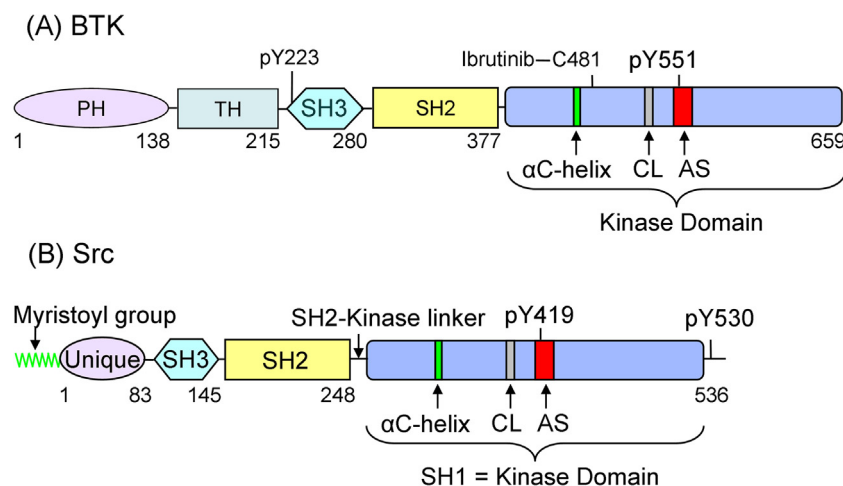 (A) BTK
pY223
Ibrutinib–C481
pY551
PH
TH
SH3
SH2
1
138
215
280
377
659
αC-helix
CL
AS
Kinase Domain
(B) Src
Myristoyl group
SH2-Kinase linker
pY419
pY530
Unique
SH3
SH2
1
83
145
248
536
αC-helix
CL
AS
SH1 = Kinase Domain